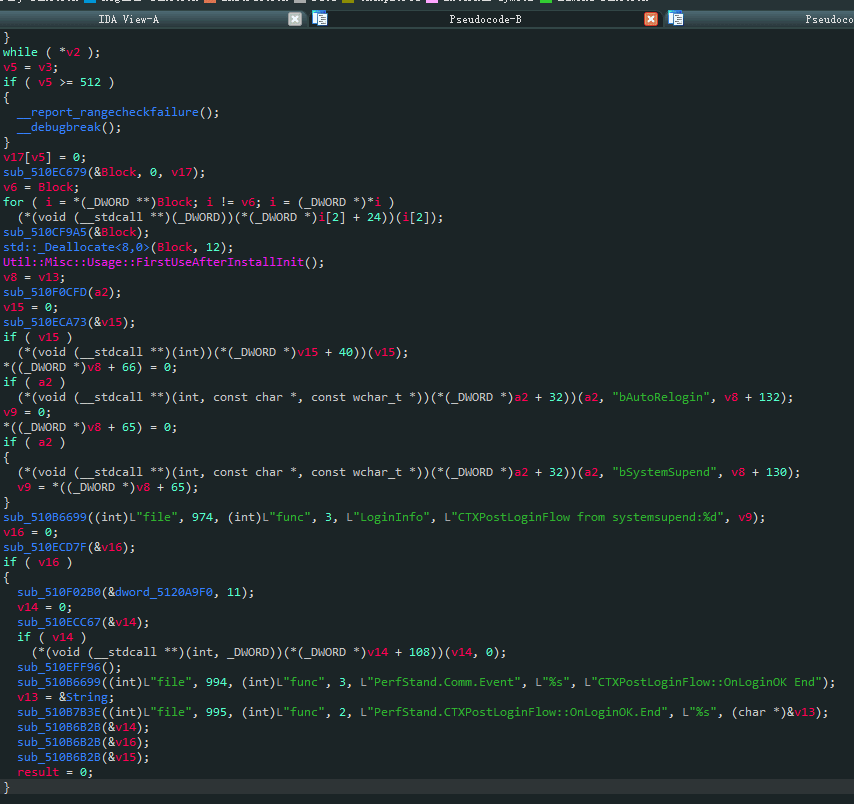 IDA View-A Pseudocode-B Pseudoco
}
while ( *v2 );
v5 = v3;
if ( v5 >= 512 )
{
__report_rangecheckfailure();
__debugbreak();
}
v17[v5] = 0;
sub_510EC679(&Block, 0, v17);
v6 = Block;
for ( i = *(_DWORD **)Block; i != v6; i = (_DWORD *)*i )
(*(void (__stdcall **)(_DWORD))(*(_DWORD *)i[2] + 24))(i[2]);
sub_510CF9A5(&Block);
std::_Deallocate<8,0>(Block, 12);
Util::Misc::Usage::FirstUseAfterInstallInit();
v8 = v13;
sub_510F0CFD(a2);
v15 = 0;
sub_510ECA73(&v15);
if ( v15 )
(*(void (__stdcall **)(int))(*(_DWORD *)v15 + 40))(v15);
*((_DWORD *)v8 + 66) = 0;
if ( a2 )
(*(void (__stdcall **)(int, const char *, const wchar_t *))(*(_DWORD *)a2 + 32))(a2, "bAutoRelogin", v8 + 132);
v9 = 0;
*((_DWORD *)v8 + 65) = 0;
if ( a2 )
{
(*(void (__stdcall **)(int, const char *, const wchar_t *))(*(_DWORD *)a2 + 32))(a2, "bSystemSupend", v8 + 130);
v9 = *((_DWORD *)v8 + 65);
}
sub_510B6699((int)L"file", 974, (int)L"func", 3, L"LoginInfo", L"CTXPostLoginFlow from systemsupend:%d", v9);
v16 = 0;
sub_510ECD7F(&v16);
if ( v16 )
{
sub_510F02B0(&dword_5120A9F0, 11);
v14 = 0;
sub_510ECC67(&v14);
if ( v14 )
(*(void (__stdcall **)(int, _DWORD))(*(_DWORD *)v14 + 108))(v14, 0);
sub_510EFF96();
sub_510B6699((int)L"file", 994, (int)L"func", 3, L"PerfStand.Comm.Event", L"%s", L"CTXPostLoginFlow::OnLoginOK End");
v13 = &String;
sub_510B7B3E((int)L"file", 995, (int)L"func", 2, L"PerfStand.CTXPostLoginFlow::OnLoginOK.End", L"%s", (char *)&v13);
sub_510B6B2B(&v14);
sub_510B6B2B(&v16);
sub_510B6B2B(&v15);
result = 0;
}